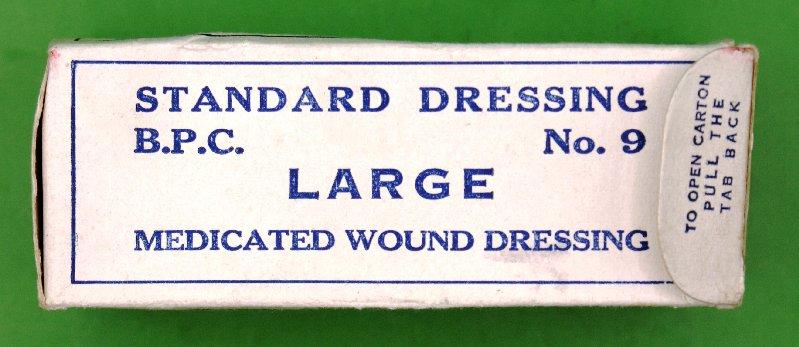 STANDARD DRESSING
B.P.C. No. 9
LARGE
MEDICATED WOUND DRESSING
TO OPEN CARTON
PULL THE
TAB BACK